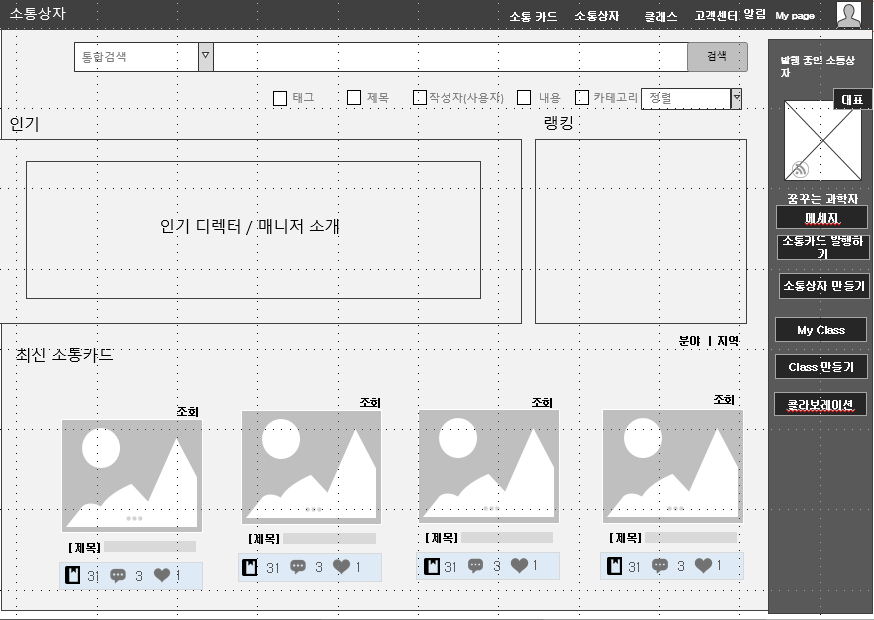 소통상자
소통 카드 소통상자 클래스 고객센터 알림 My page
통합검색 검색
태그 제목 작성자(사용자) 내용 카테고리 정렬
인기 랭킹
인기 디렉터 / 매니저 소개
분야 | 지역
최신 소통카드
조회 조회 조회 조회
[제목] [제목] [제목] [제목]
31 3 1 31 3 1 31 3 1 31 3 1
발행 중인 소통상
자
대표
꿈꾸는 과학자
메세지
소통카드 발행하
기
소통상자 만들기
My Class
Class 만들기
콜라보레이션